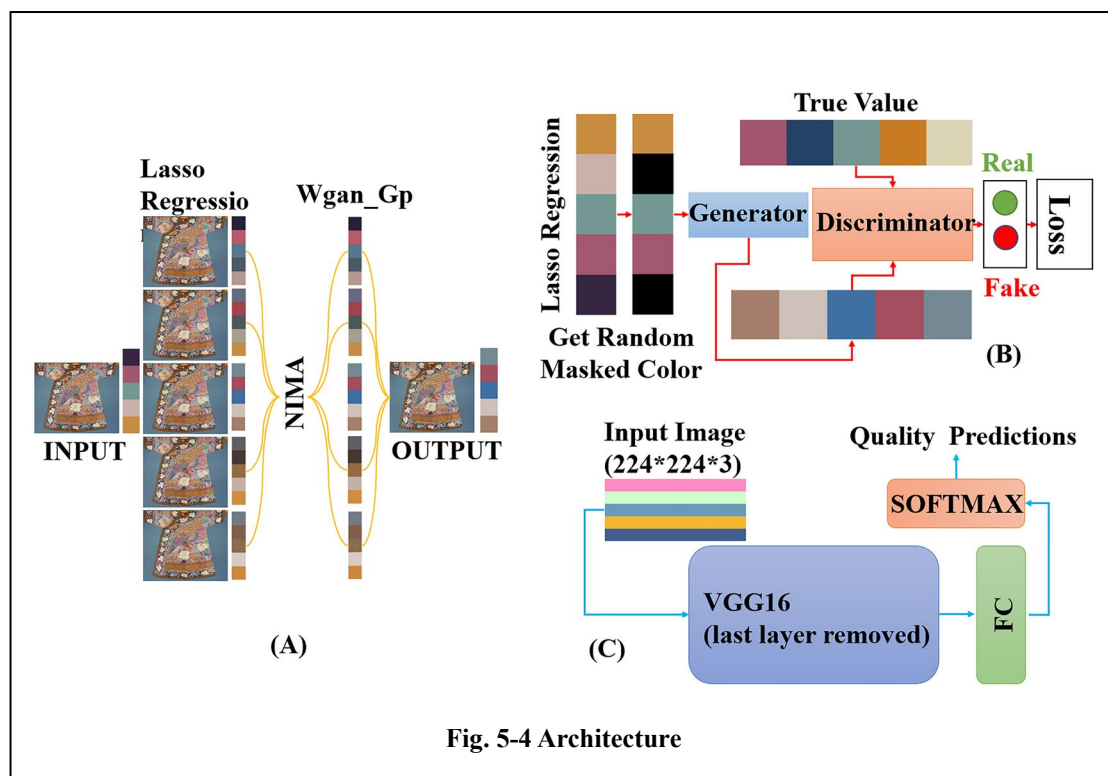 Lasso
Regressio
Wgan_Gp
INPUT
NIMA
OUTPUT
(A)
Lasso Regression
Get Random
Masked Color
Generator
True Value
Discriminator
Real
Fake
Loss
(B)
Input Image
(224*224*3)
Quality Predictions
SOFTMAX
VGG16
(last layer removed)
FC
(C)
Fig. 5-4 Architecture